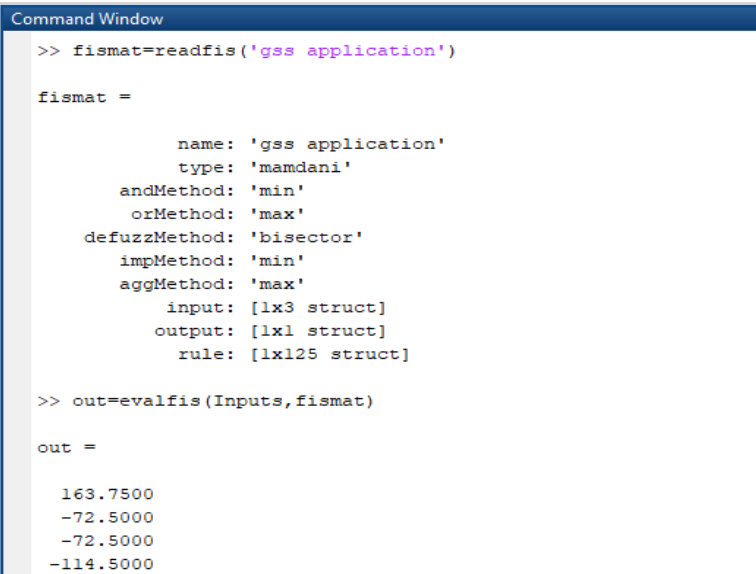 Command Window
>> fismat=readfis('gss application')
fismat =
name: 'gss application'
type: 'mamdani'
andMethod: 'min'
orMethod: 'max'
defuzzMethod: 'bisector'
impMethod: 'min'
aggMethod: 'max'
input: [1x3 struct]
output: [1x1 struct]
rule: [1x125 struct]
>> out=evalfis(Inputs,fismat)
out =
163.7500
-72.5000
-72.5000
-114.5000